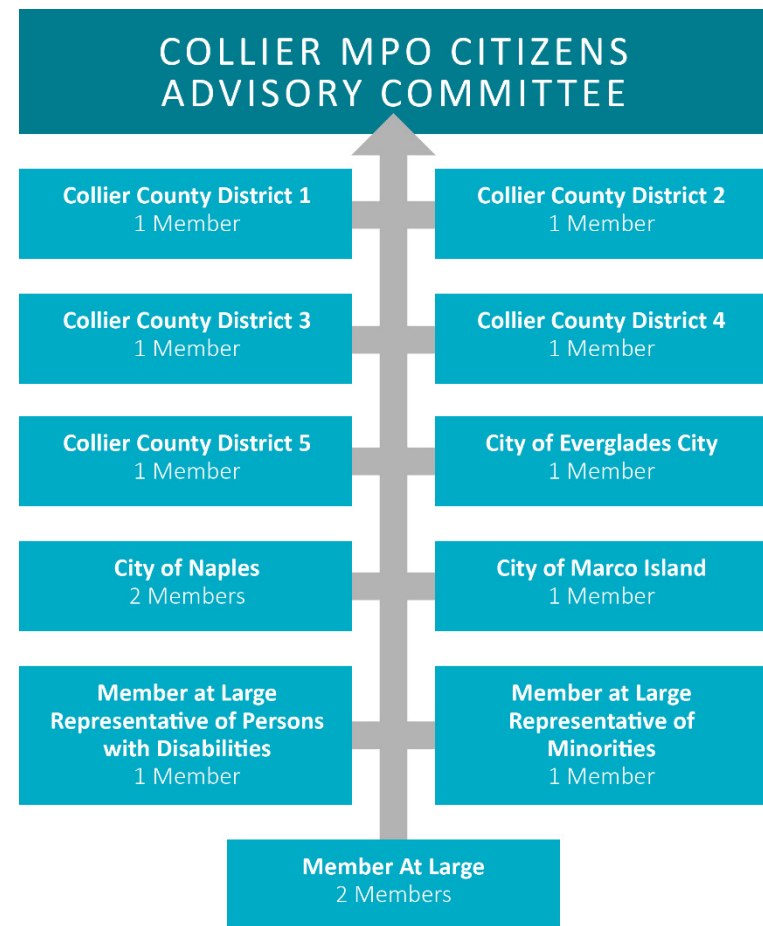 COLLIER MPO CITIZENS
ADVISORY COMMITTEE
Collier County District 1
1 Member
Collier County District 2
1 Member
Collier County District 3
1 Member
Collier County District 4
1 Member
Collier County District 5
1 Member
City of Everglades City
1 Member
City of Naples
2 Members
City of Marco Island
1 Member
Member at Large
Representative of Persons
with Disabilities
1 Member
Member at Large
Representative of
Minorities
1 Member
Member At Large
2 Members